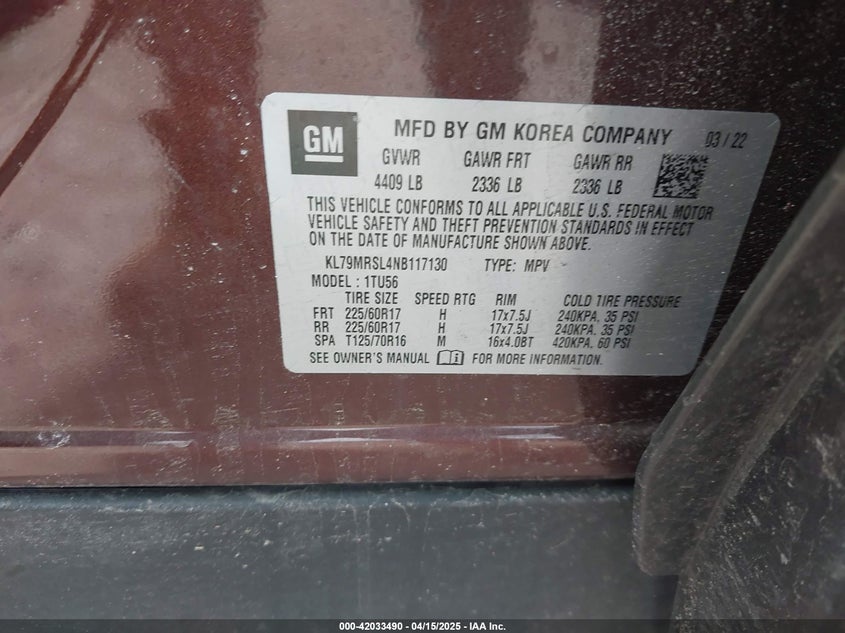 GM
MFD BY GM KOREA COMPANY 03 / 22
GVWR GAWR FRT GAWR RR
4409 LB 2336 LB 2336 LB
THIS VEHICLE CONFORMS TO ALL APPLICABLE U.S. FEDERAL MOTOR
VEHICLE SAFETY AND THEFT PREVENTION STANDARDS IN EFFECT
ON THE DATE OF MANUFACTURE SHOWN ABOVE.
KL79MRSL4NB117130 TYPE: MPV
MODEL : 1TU56
TIRE SIZE SPEED RTG RIM COLD TIRE PRESSURE
FRT 225/60R17 H 17x7.5J 240KPA, 35 PSI
RR 225/60R17 H 17x7.5J 240KPA, 35 PSI
SPA T125/70R16 M 16x4.0BT 420KPA, 60 PSI
SEE OWNER'S MANUAL FOR MORE INFORMATION.
000-42033490 - 04/15/2025 - IAA Inc.